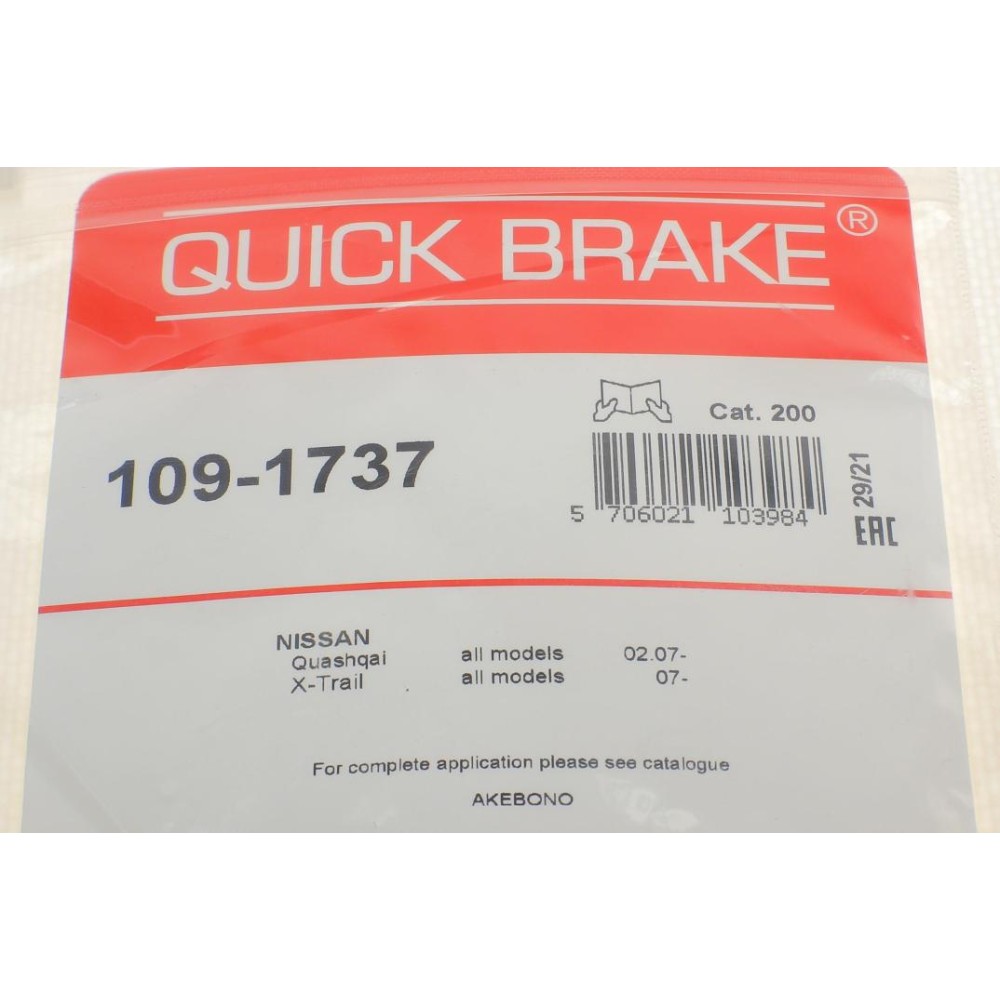 QUICK BRAKE®
Cat. 200
109-1737
5 706021 103984
29/21
EAC
NISSAN
Quashqai all models 02.07-
X-Trail all models 07-
For complete application please see catalogue
AKEBONO